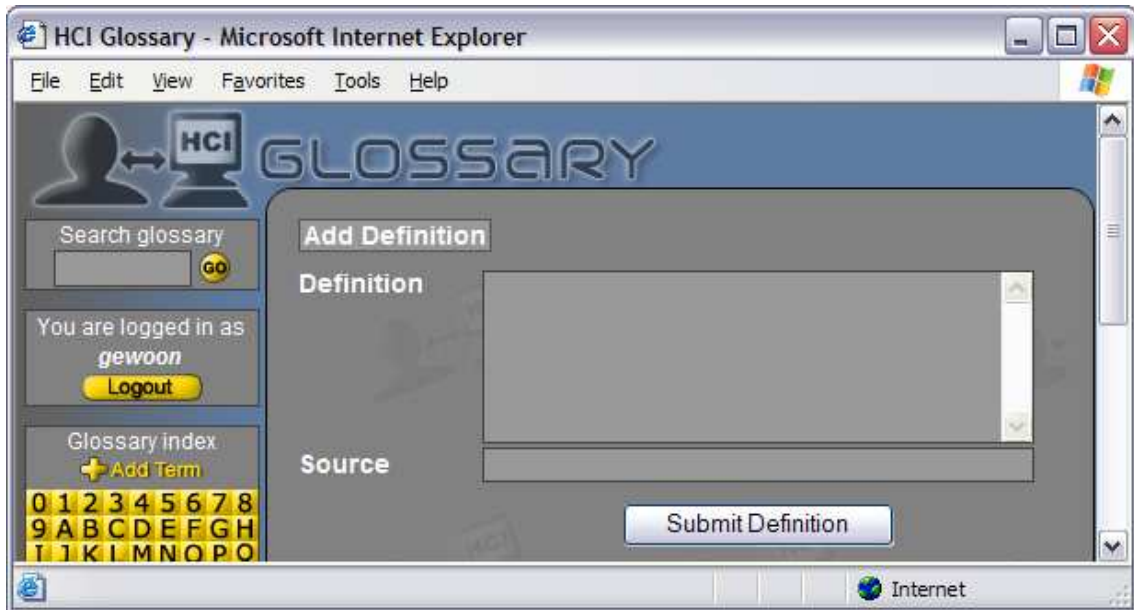 HCI Glossary - Microsoft Internet Explorer
File Edit View Favorites Tools Help
HCI GLOSSARY
Search glossary
GO
You are logged in as
gewoon
Logout
Glossary index
Add Term
0 1 2 3 4 5 6 7 8
9 A B C D E F G H
I J K L M N O P Q
Add Definition
Definition
Source
Submit Definition
Internet